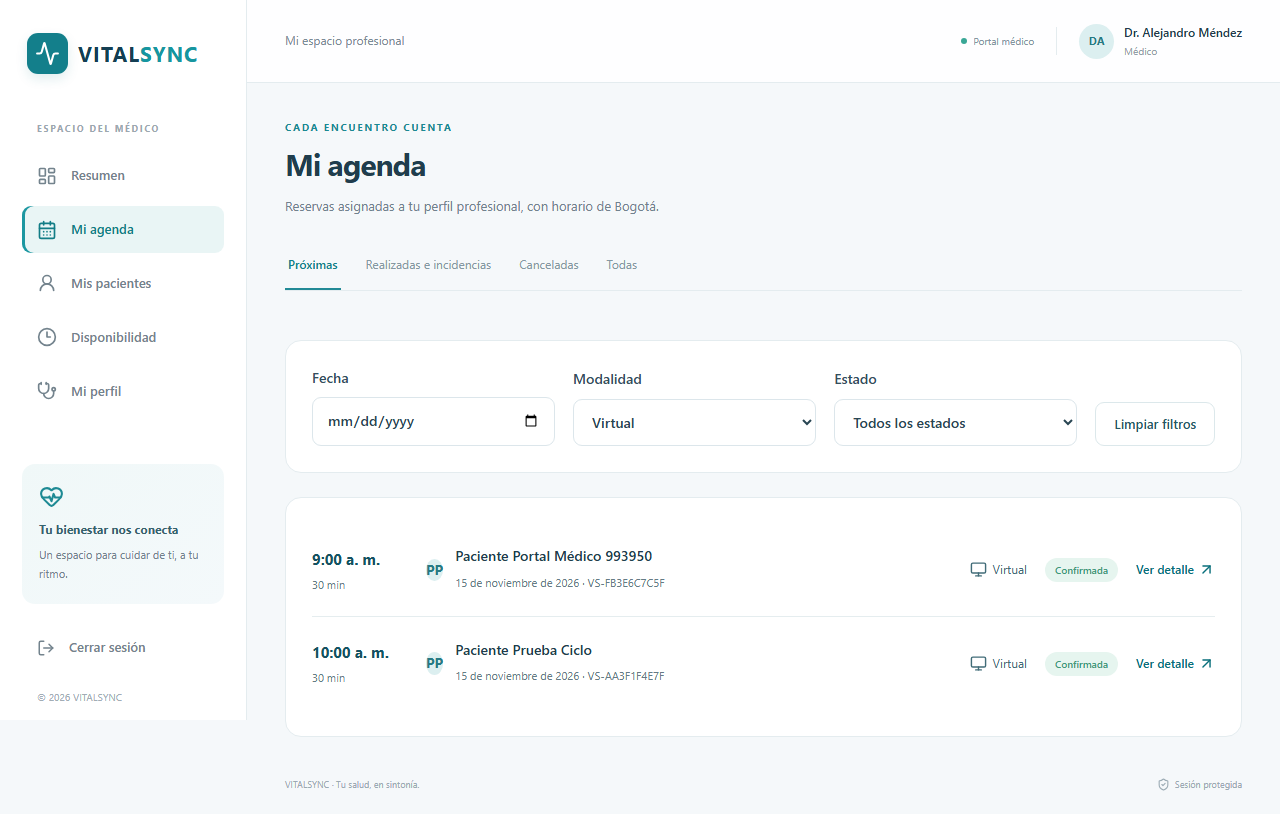 VITALSYNC
ESPACIO DEL MÉDICO
Resumen
Mi agenda
Mis pacientes
Disponibilidad
Mi perfil
Tu bienestar nos conecta
Un espacio para cuidar de ti, a tu
ritmo.
Cerrar sesión
© 2026 VITALSYNC
Mi espacio profesional
Portal médico
DA
Dr. Alejandro Méndez
Médico
CADA ENCUENTRO CUENTA
Mi agenda
Reservas asignadas a tu perfil profesional, con horario de Bogotá.
Próximas
Realizadas e incidencias
Canceladas
Todas
Fecha
mm/dd/yyyy
Modalidad
Virtual
Estado
Todos los estados
Limpiar filtros
9:00 a. m.
30 min
PP
Paciente Portal Médico 993950
15 de noviembre de 2026 · VS-FB3E6C7C5F
Virtual
Confirmada
Ver detalle
10:00 a. m.
30 min
PP
Paciente Prueba Ciclo
15 de noviembre de 2026 · VS-AA3F1F4E7F
Virtual
Confirmada
Ver detalle
VITALSYNC · Tu salud, en sintonía.
Sesión protegida